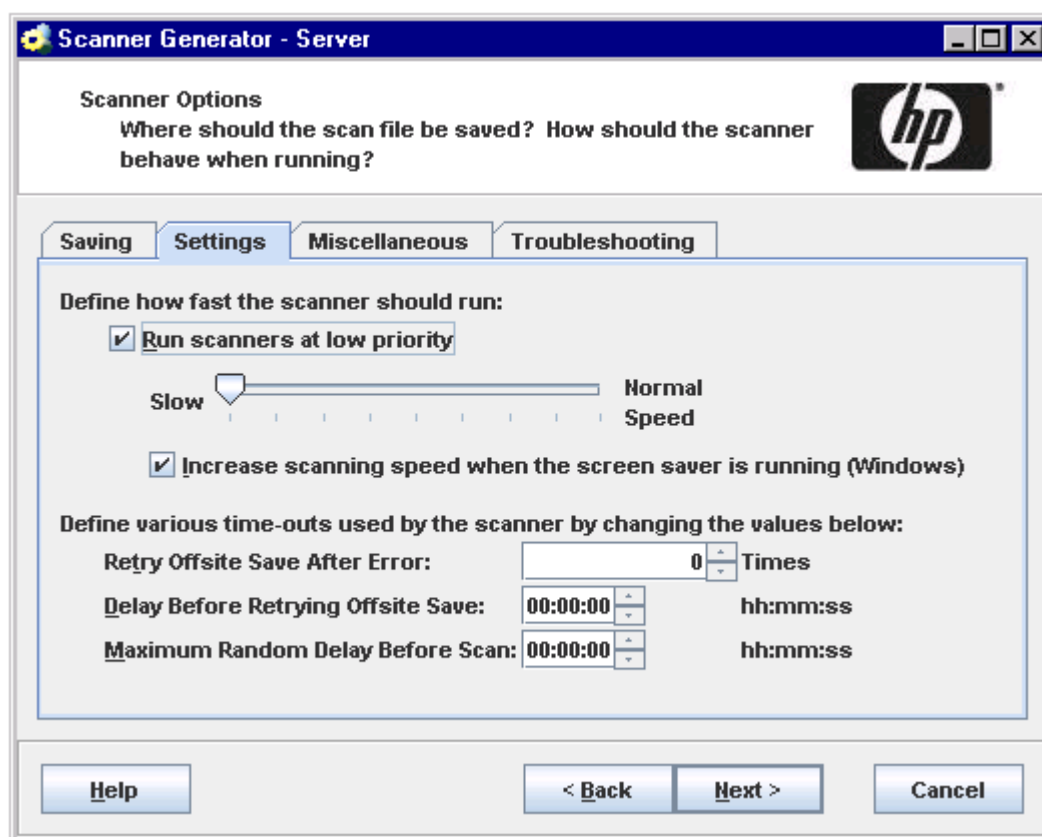 Scanner Generator - Server
Scanner Options
Where should the scan file be saved? How should the scanner
behave when running?
hp
Saving Settings Miscellaneous Troubleshooting
Define how fast the scanner should run:
Run scanners at low priority
Slow Normal
Speed
Increase scanning speed when the screen saver is running (Windows)
Define various time-outs used by the scanner by changing the values below:
Retry Offsite Save After Error: 0 Times
Delay Before Retrying Offsite Save: 00:00:00 hh:mm:ss
Maximum Random Delay Before Scan: 00:00:00 hh:mm:ss
Help < Back Next > Cancel